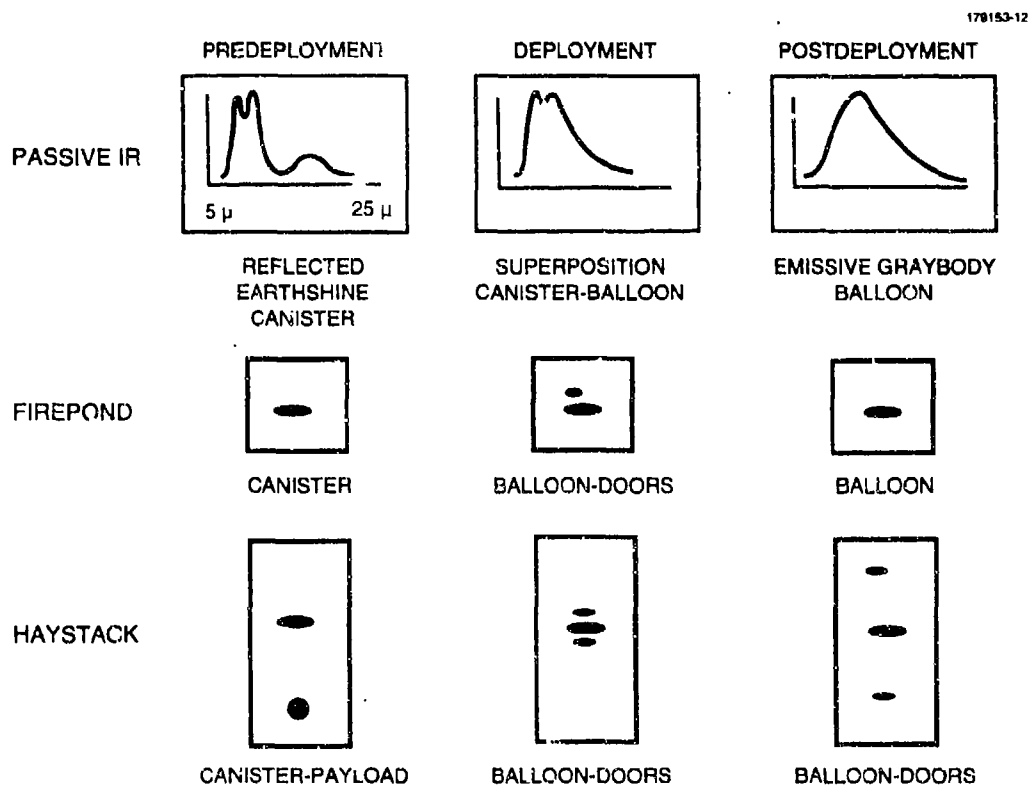 179153-12
PREDEPLOYMENT DEPLOYMENT POSTDEPLOYMENT
PASSIVE IR
5 µ 25 µ
REFLECTED EARTHSHINE CANISTER
SUPERPOSITION CANISTER-BALLOON
EMISSIVE GRAYBODY BALLOON
FIREPOND
CANISTER BALLOON-DOORS BALLOON
HAYSTACK
CANISTER-PAYLOAD BALLOON-DOORS BALLOON-DOORS